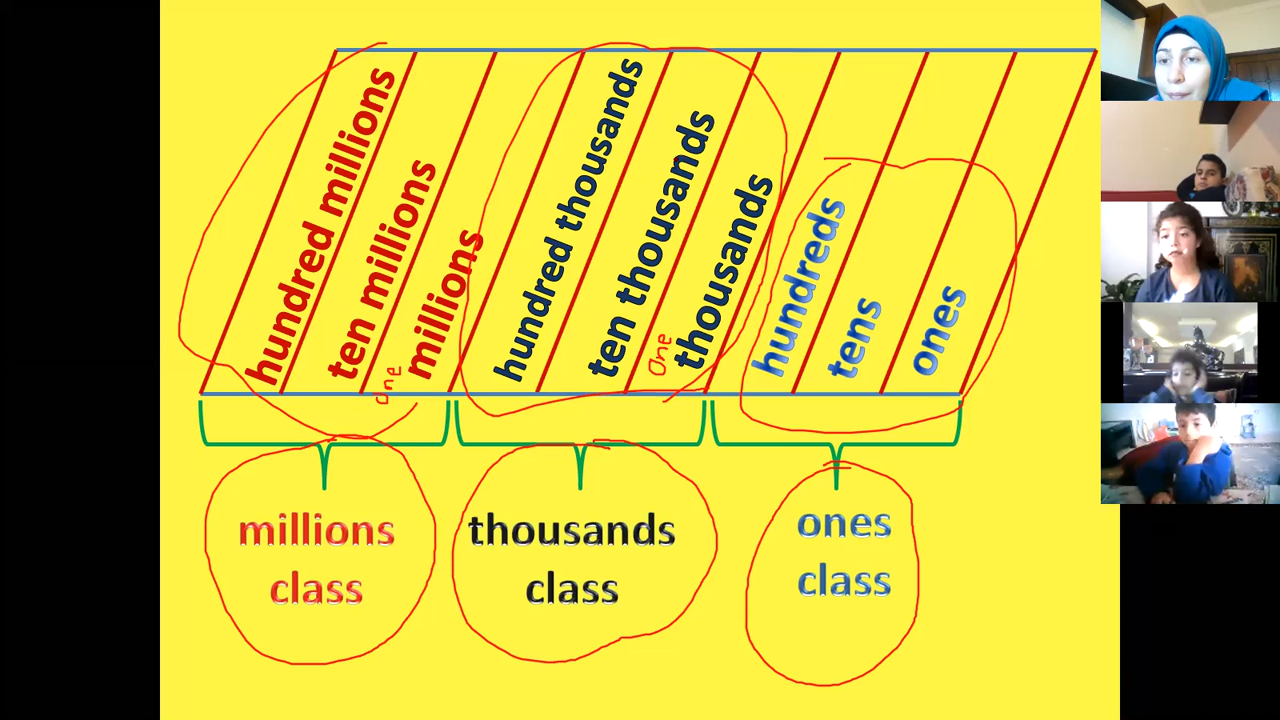 hundred millions
ten millions
one
millions
hundred thousands
ten thousands
one
thousands
hundreds
tens
ones
millions
class
thousands
class
ones
class